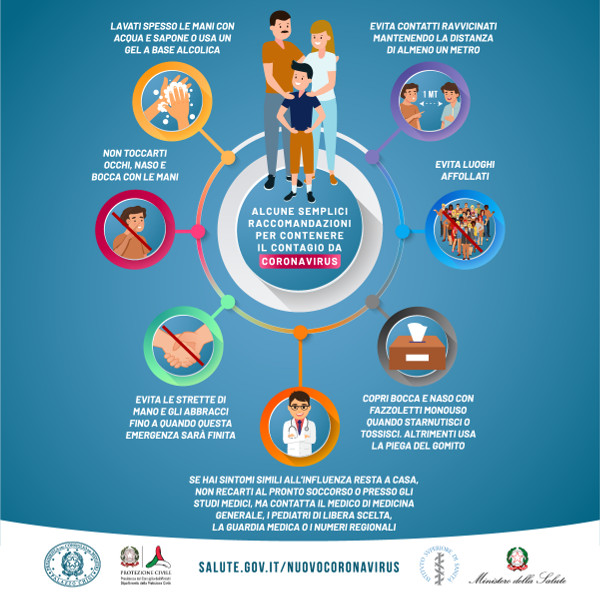 LAVATI SPESSO LE MANI CON
ACQUA E SAPONE O USA UN
GEL A BASE ALCOLICA
EVITA CONTATTI RAVVICINATI
MANTENENDO LA DISTANZA
DI ALMENO UN METRO
1 MT
NON TOCCARTI
OCCHI, NASO E
BOCCA CON LE MANI
EVITA LUOGHI
AFFOLLATI
ALCUNE SEMPLICI
RACCOMANDAZIONI
PER CONTENERE
IL CONTAGIO DA
CORONAVIRUS
EVITA LE STRETTE DI
MANO E GLI ABBRACCI
FINO A QUANDO QUESTA
EMERGENZA SARÀ FINITA
COPRI BOCCA E NASO CON
FAZZOLETTI MONOUSO
QUANDO STARNUTISCI O
TOSSISCI. ALTRIMENTI USA
LA PIEGA DEL GOMITO
SE HAI SINTOMI SIMILI ALL'INFLUENZA RESTA A CASA,
NON RECARTI AL PRONTO SOCCORSO O PRESSO GLI
STUDI MEDICI, MA CONTATTA IL MEDICO DI MEDICINA
GENERALE, I PEDIATRI DI LIBERA SCELTA,
LA GUARDIA MEDICA O I NUMERI REGIONALI
PROTEZIONE CIVILE
Presidenza del Consiglio dei Ministri
Dipartimento della Protezione Civile
SALUTE.GOV.IT/NUOVOCORONAVIRUS
ISTITUTO SUPERIORE DI SANITÀ
Ministero della Salute